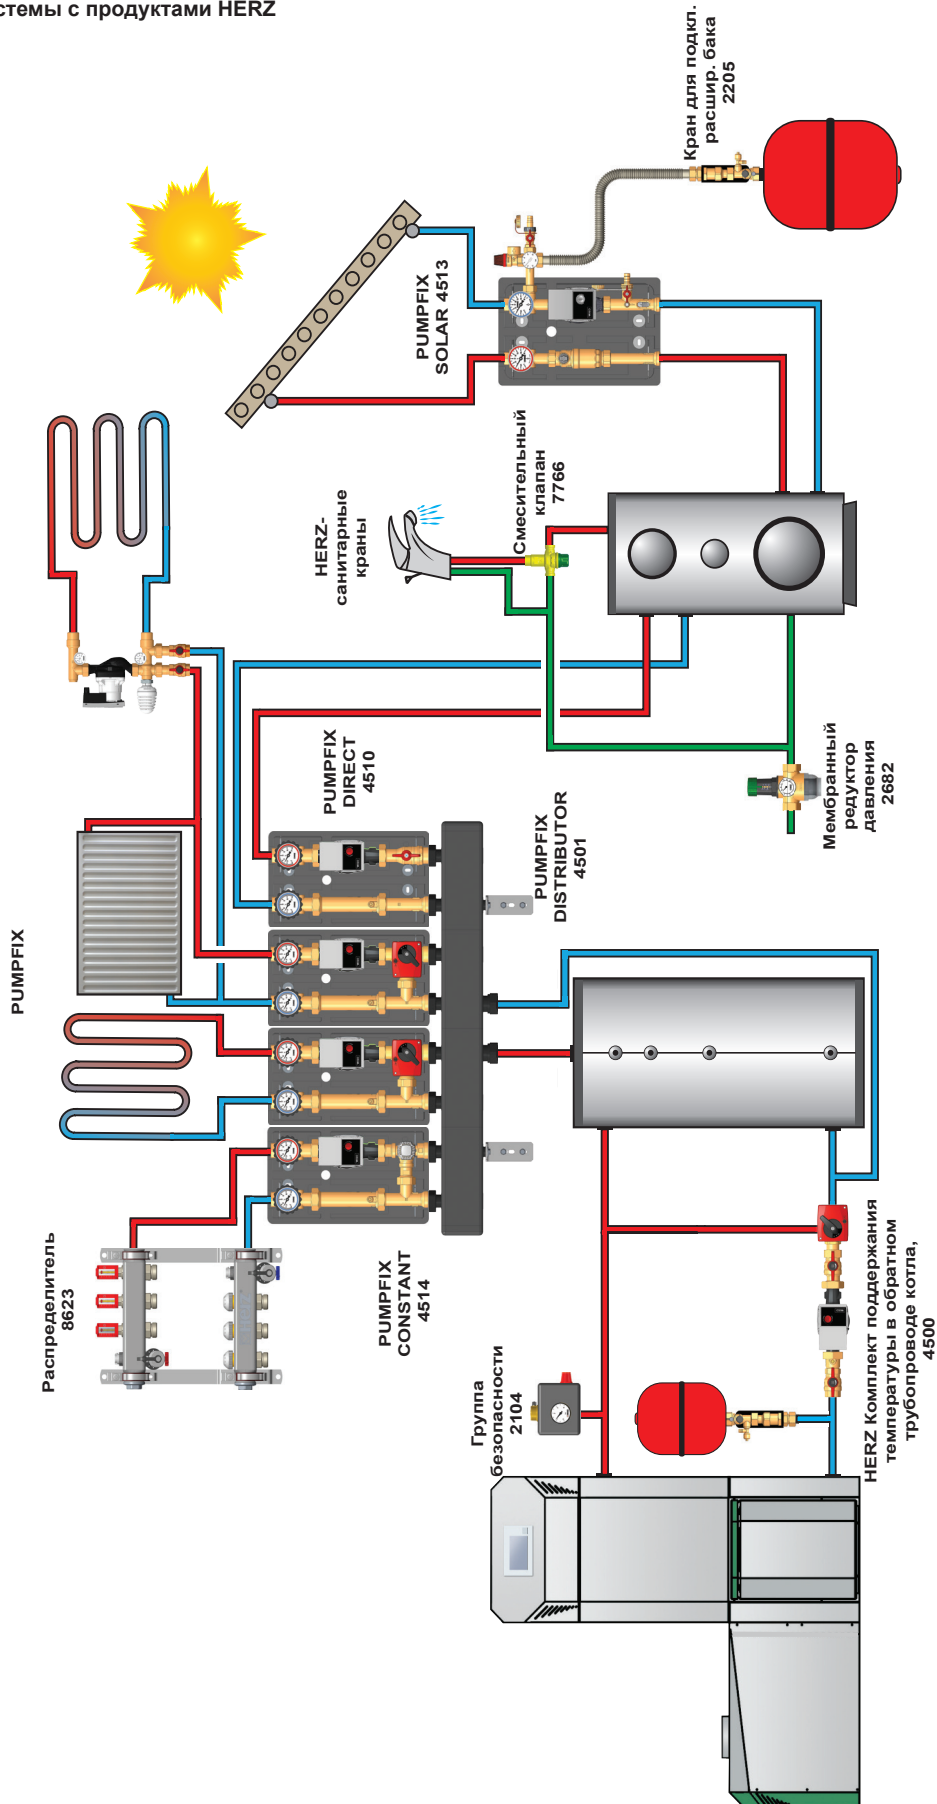 стемы с продуктами HERZ
Кран для подкл.
расшир. бака
2205
PUMPFIX
SOLAR 4513
Смесительный
клапан
7766
HERZ-
санитарные
краны
Мембранный
редуктор
давления
2682
PUMPFIX
DIRECT
4510
PUMPFIX
DISTRIBUTOR
4501
PUMPFIX
Распределитель
8623
PUMPFIX
CONSTANT
4514
Группа
безопасности
2104
HERZ Комплект поддержания
температуры в обратном
трубопроводе котла,
4500